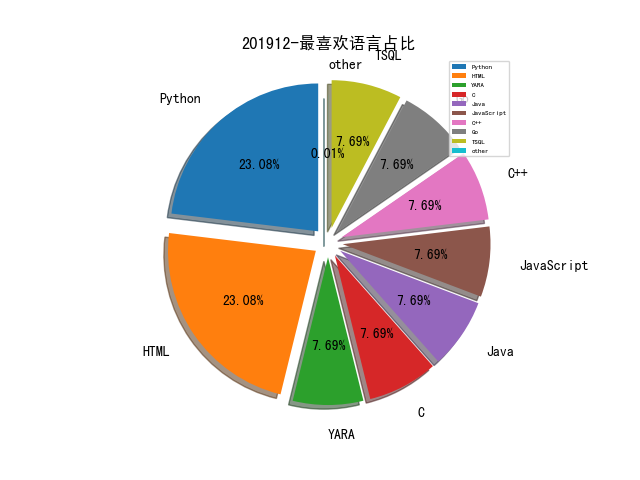 201912-最喜欢语言占比
TSQL
other
Python
Python
HTML
YARA
C
Java
JavaScript
C++
Go
TSQL
other
7.69%
0.01%
23.08%
7.69%
C++
7.69%
7.69%
JavaScript
23.08%
7.69%
7.69%
7.69%
HTML
Java
C
YARA